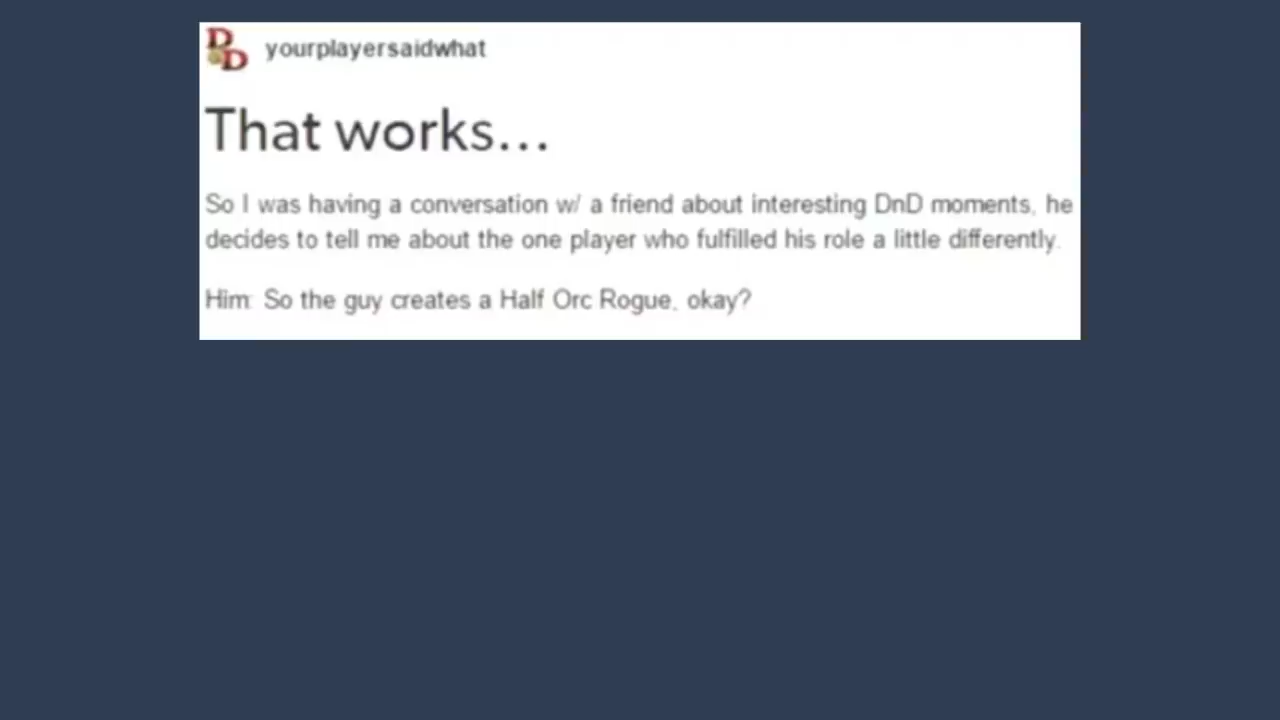 D&D yourplayersaidwhat
That works...
So I was having a conversation w/ a friend about interesting DnD moments, he
decides to tell me about the one player who fulfilled his role a little differently.
Him: So the guy creates a Half Orc Rogue, okay?